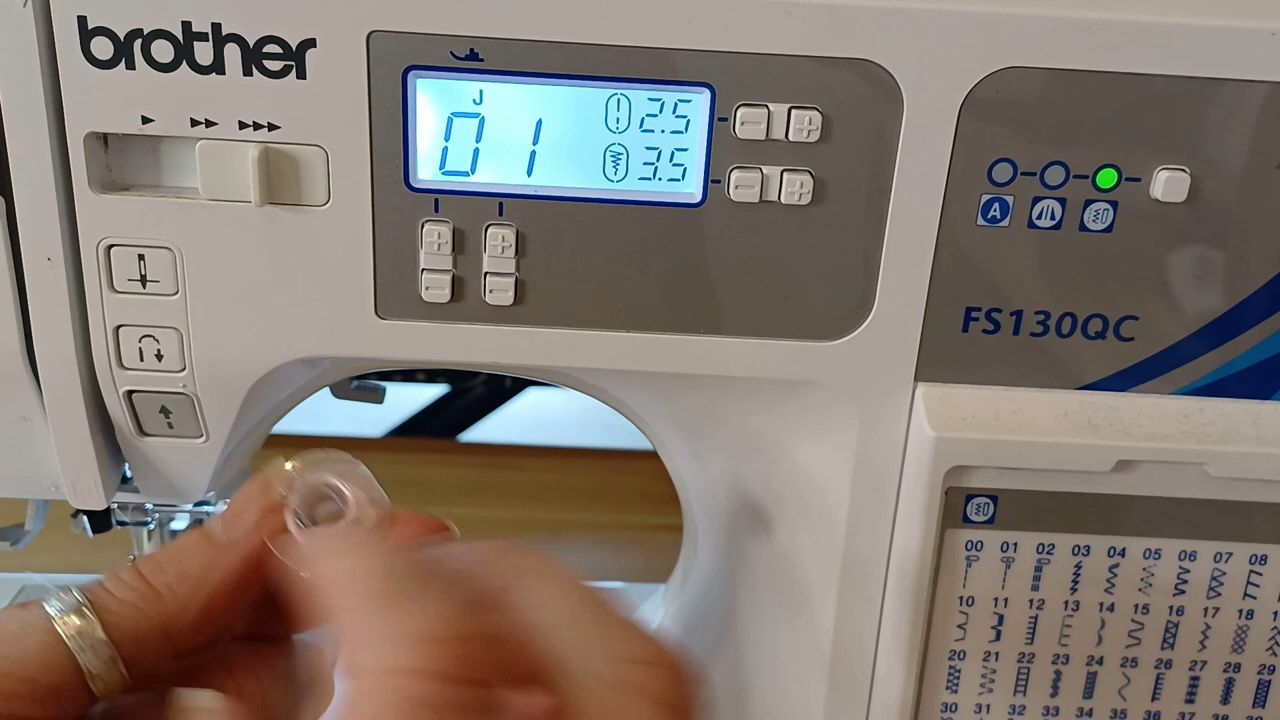 brother
J
01
2.5
3.5
A
FS130QC
00 01 02 03 04 05 06 07 08
10 11 12 13 14 15 16 17 18
20 21 22 23 24 25 26 27 28 29
30 31 32 33 34 35 36 37 38